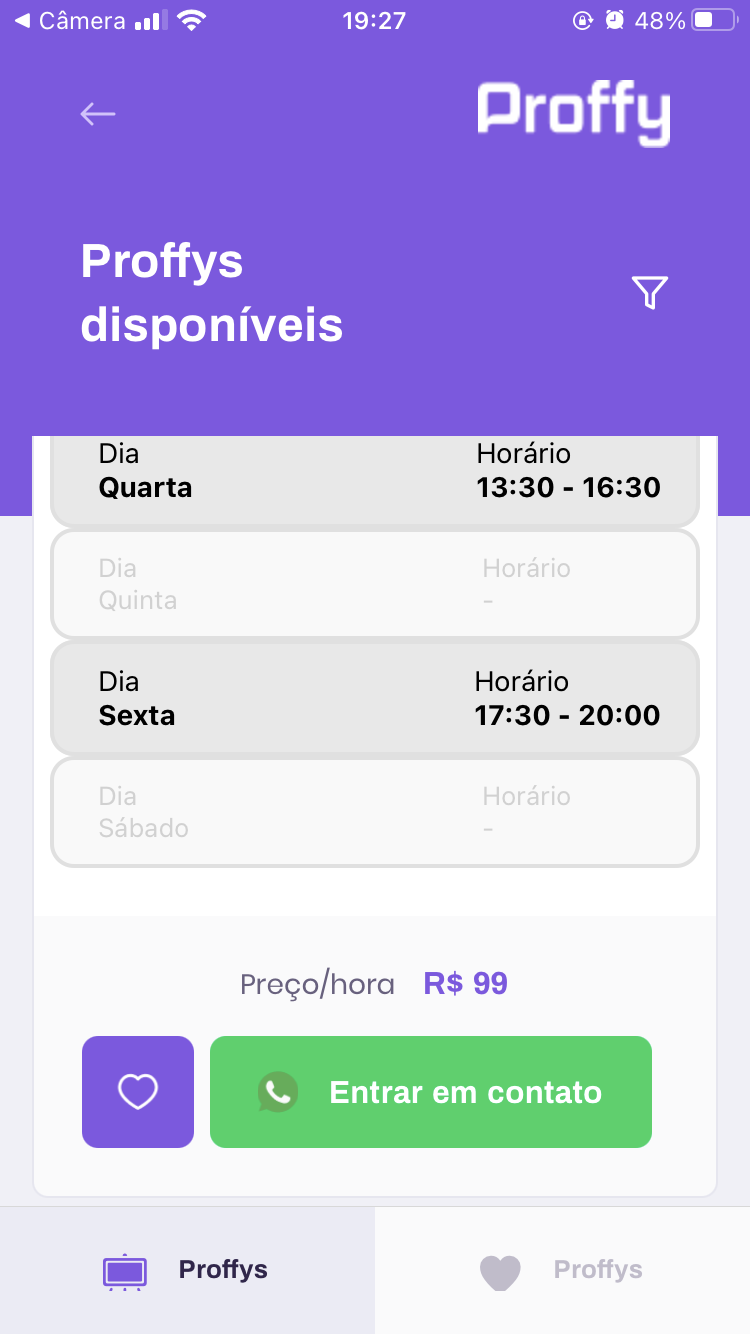 Câmera
19:27
48%
Proffy
Proffys
disponíveis
Dia Horário
Quarta 13:30 - 16:30
Dia Horário
Quinta -
Dia Horário
Sexta 17:30 - 20:00
Dia Horário
Sábado -
Preço/hora R$ 99
Entrar em contato
Proffys
Proffys